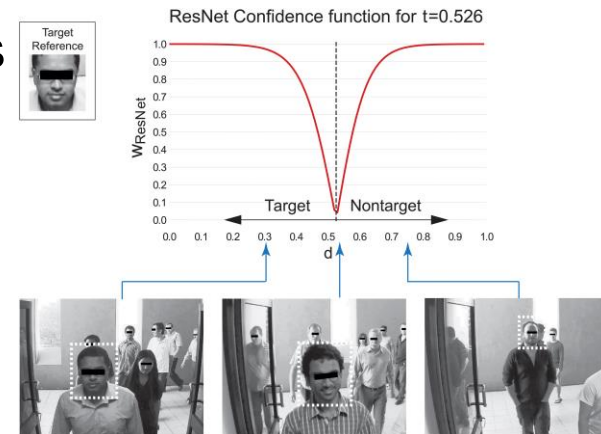 s
Target
Reference
ResNet Confidence function for t=0.526
WResNet
1.0
0.9
0.8
0.7
0.6
0.5
0.4
0.3
0.2
0.1
0.0
Target Nontarget
0.0 0.1 0.2 0.3 0.4 0.5 0.6 0.7 0.8 0.9 1.0
d